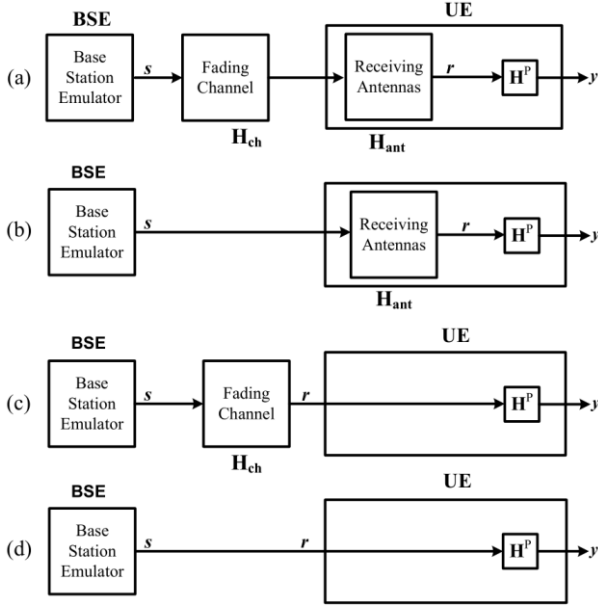 BSE
UE
(a)
Base
Station
Emulator
s
Fading
Channel
Receiving
Antennas
r
H^P
y
H_ch
H_ant
BSE
(b)
Base
Station
Emulator
s
Receiving
Antennas
r
H^P
y
H_ant
BSE
UE
(c)
Base
Station
Emulator
s
Fading
Channel
r
H^P
y
H_ch
BSE
UE
(d)
Base
Station
Emulator
s
r
H^P
y